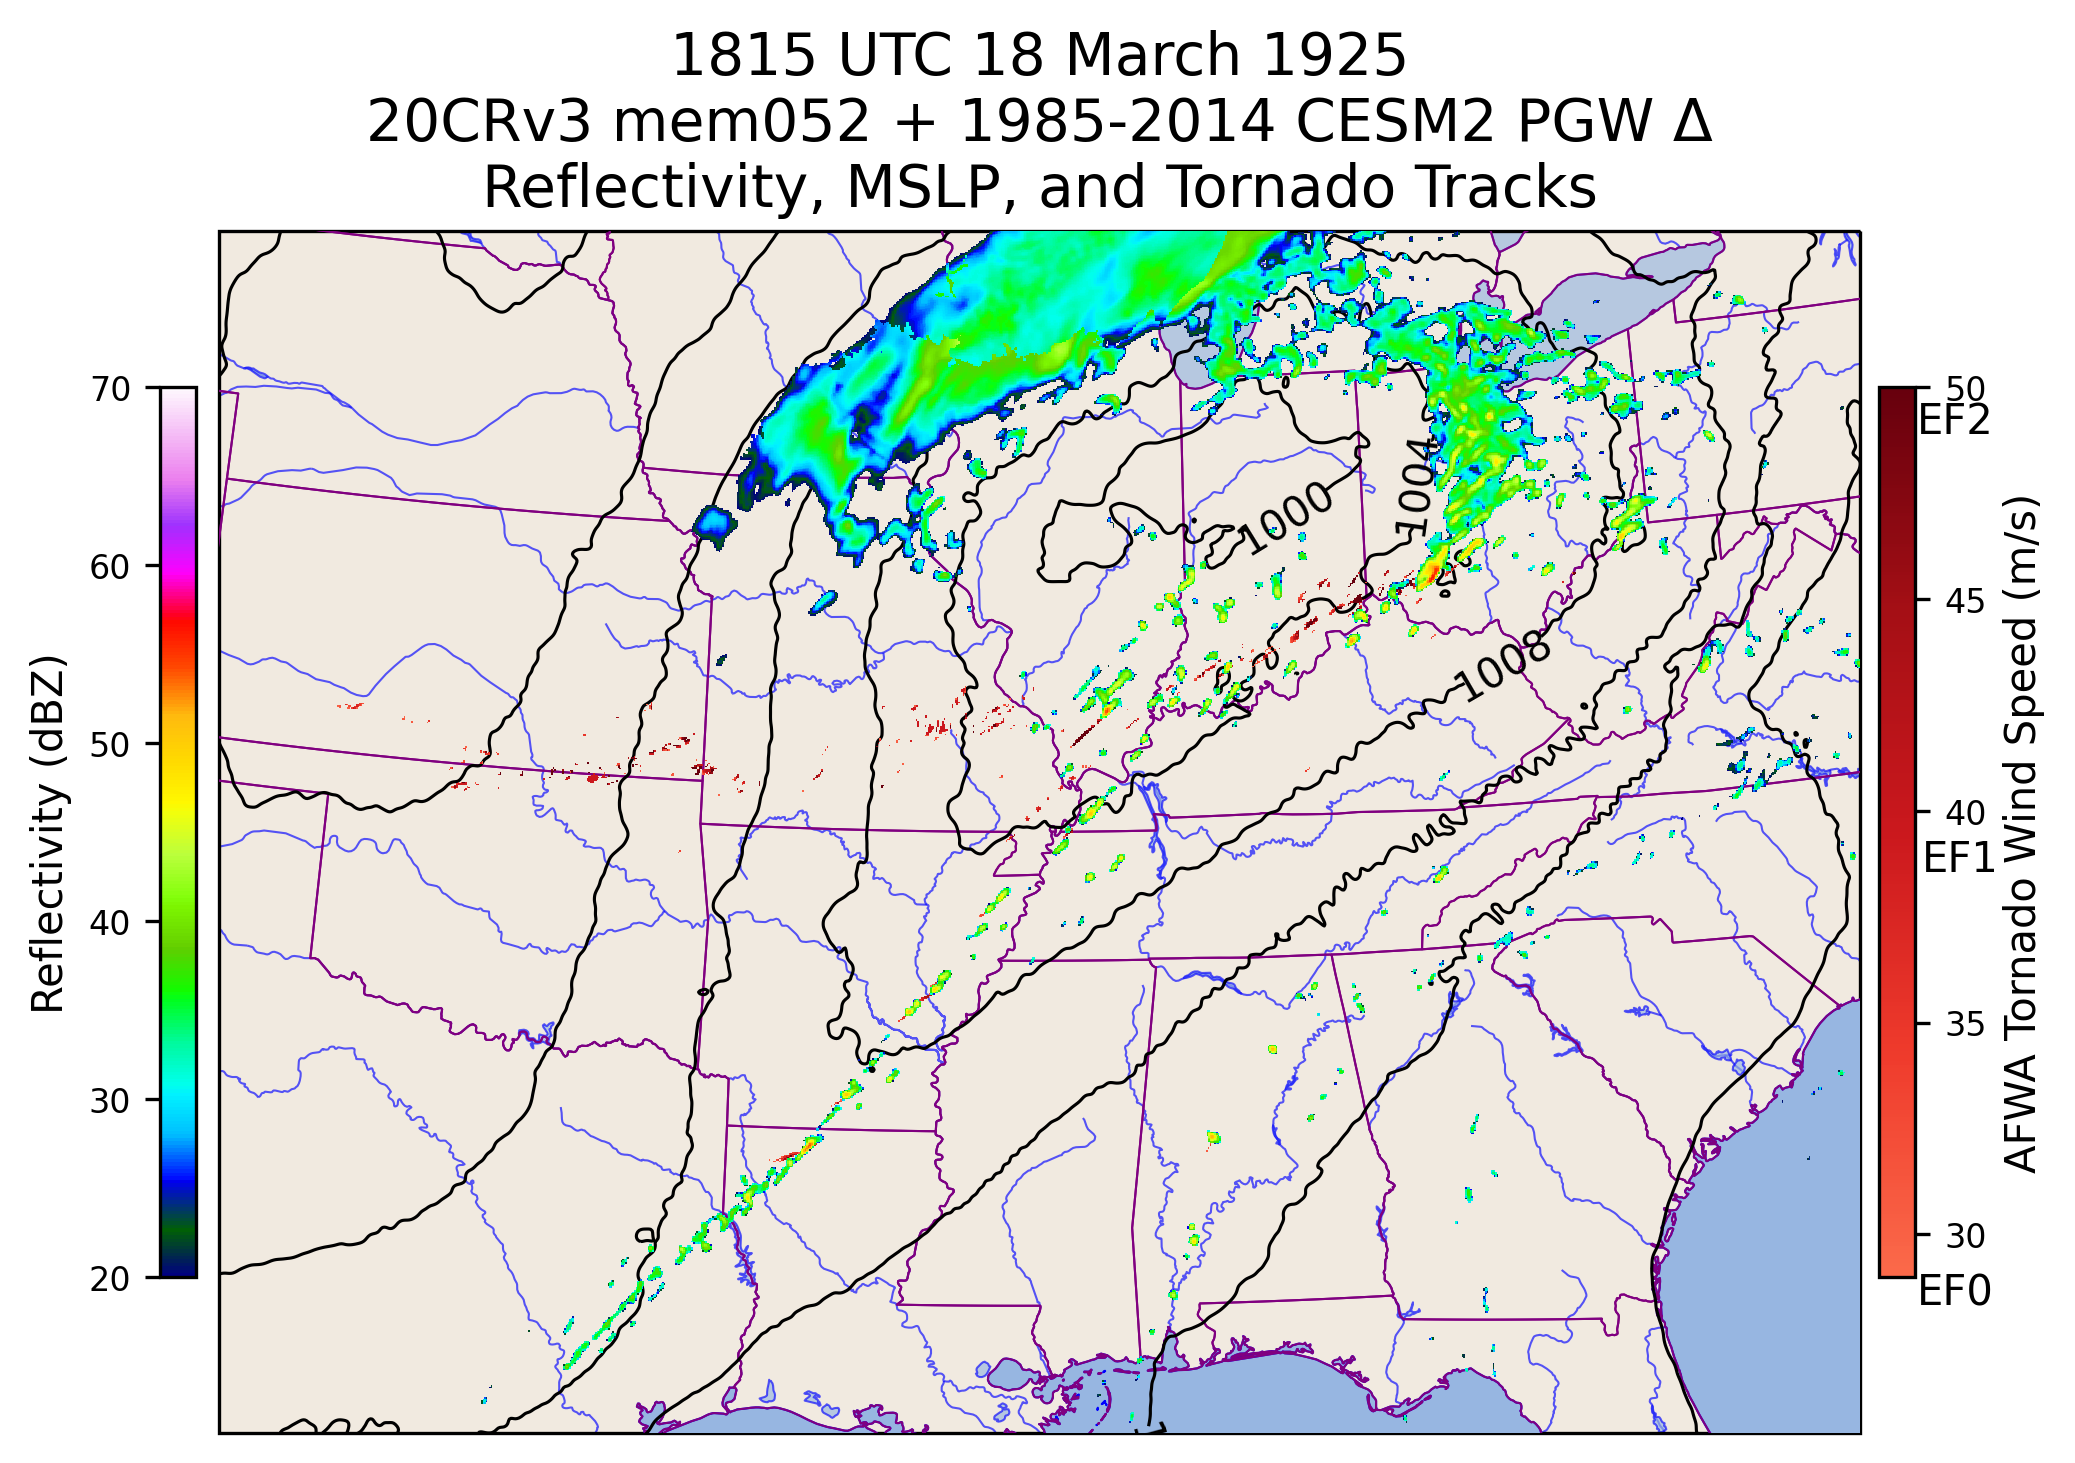 1815 UTC 18 March 1925
20CRv3 mem052 + 1985-2014 CESM2 PGW Δ
Reflectivity, MSLP, and Tornado Tracks
Reflectivity (dBZ)
70
60
50
40
30
20
1000
1004
1008
50
EF2
45
40
EF1
35
30
EF0
AFWA Tornado Wind Speed (m/s)